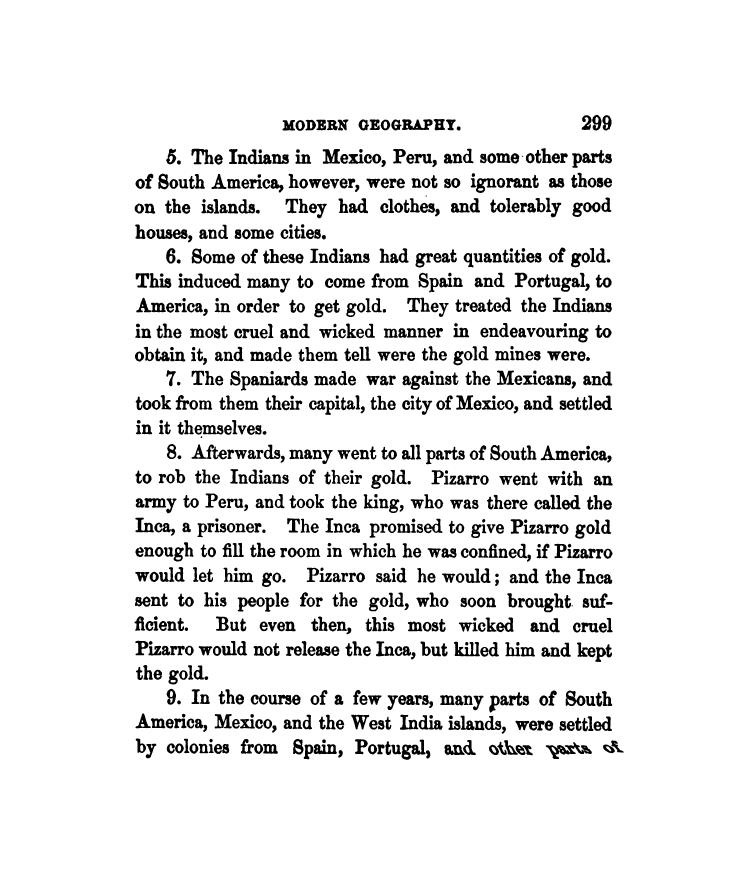 MODERN GEOGRAPHY. 299
5. The Indians in Mexico, Peru, and some other parts
of South America, however, were not so ignorant as those
on the islands. They had clothes, and tolerably good
houses, and some cities.
6. Some of these Indians had great quantities of gold.
This induced many to come from Spain and Portugal, to
America, in order to get gold. They treated the Indians
in the most cruel and wicked manner in endeavouring to
obtain it, and made them tell were the gold mines were.
7. The Spaniards made war against the Mexicans, and
took from them their capital, the city of Mexico, and settled
in it themselves.
8. Afterwards, many went to all parts of South America,
to rob the Indians of their gold. Pizarro went with an
army to Peru, and took the king, who was there called the
Inca, a prisoner. The Inca promised to give Pizarro gold
enough to fill the room in which he was confined, if Pizarro
would let him go. Pizarro said he would; and the Inca
sent to his people for the gold, who soon brought suf-
ficient. But even then, this most wicked and cruel
Pizarro would not release the Inca, but killed him and kept
the gold.
9. In the course of a few years, many parts of South
America, Mexico, and the West India islands, were settled
by colonies from Spain, Portugal, and other parts of